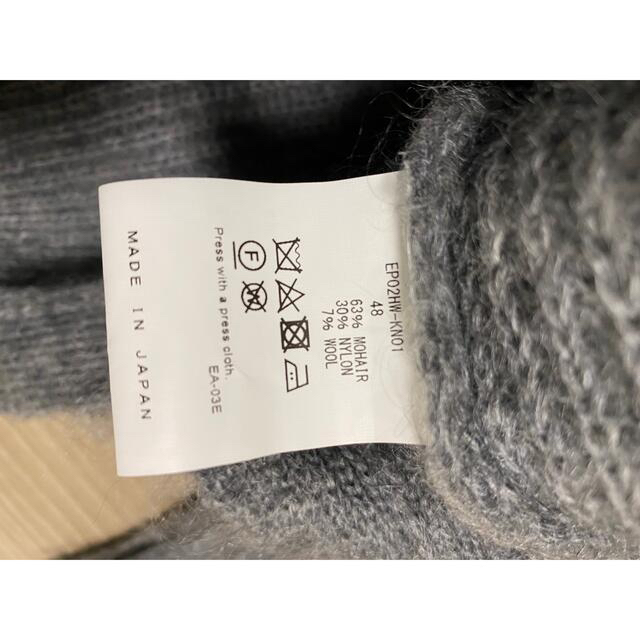 EP02HW-KN01
48
63% MOHAIR
30% NYLON
7% WOOL
F
W
Press with a press cloth.
EA-03E
MADE IN JAPAN